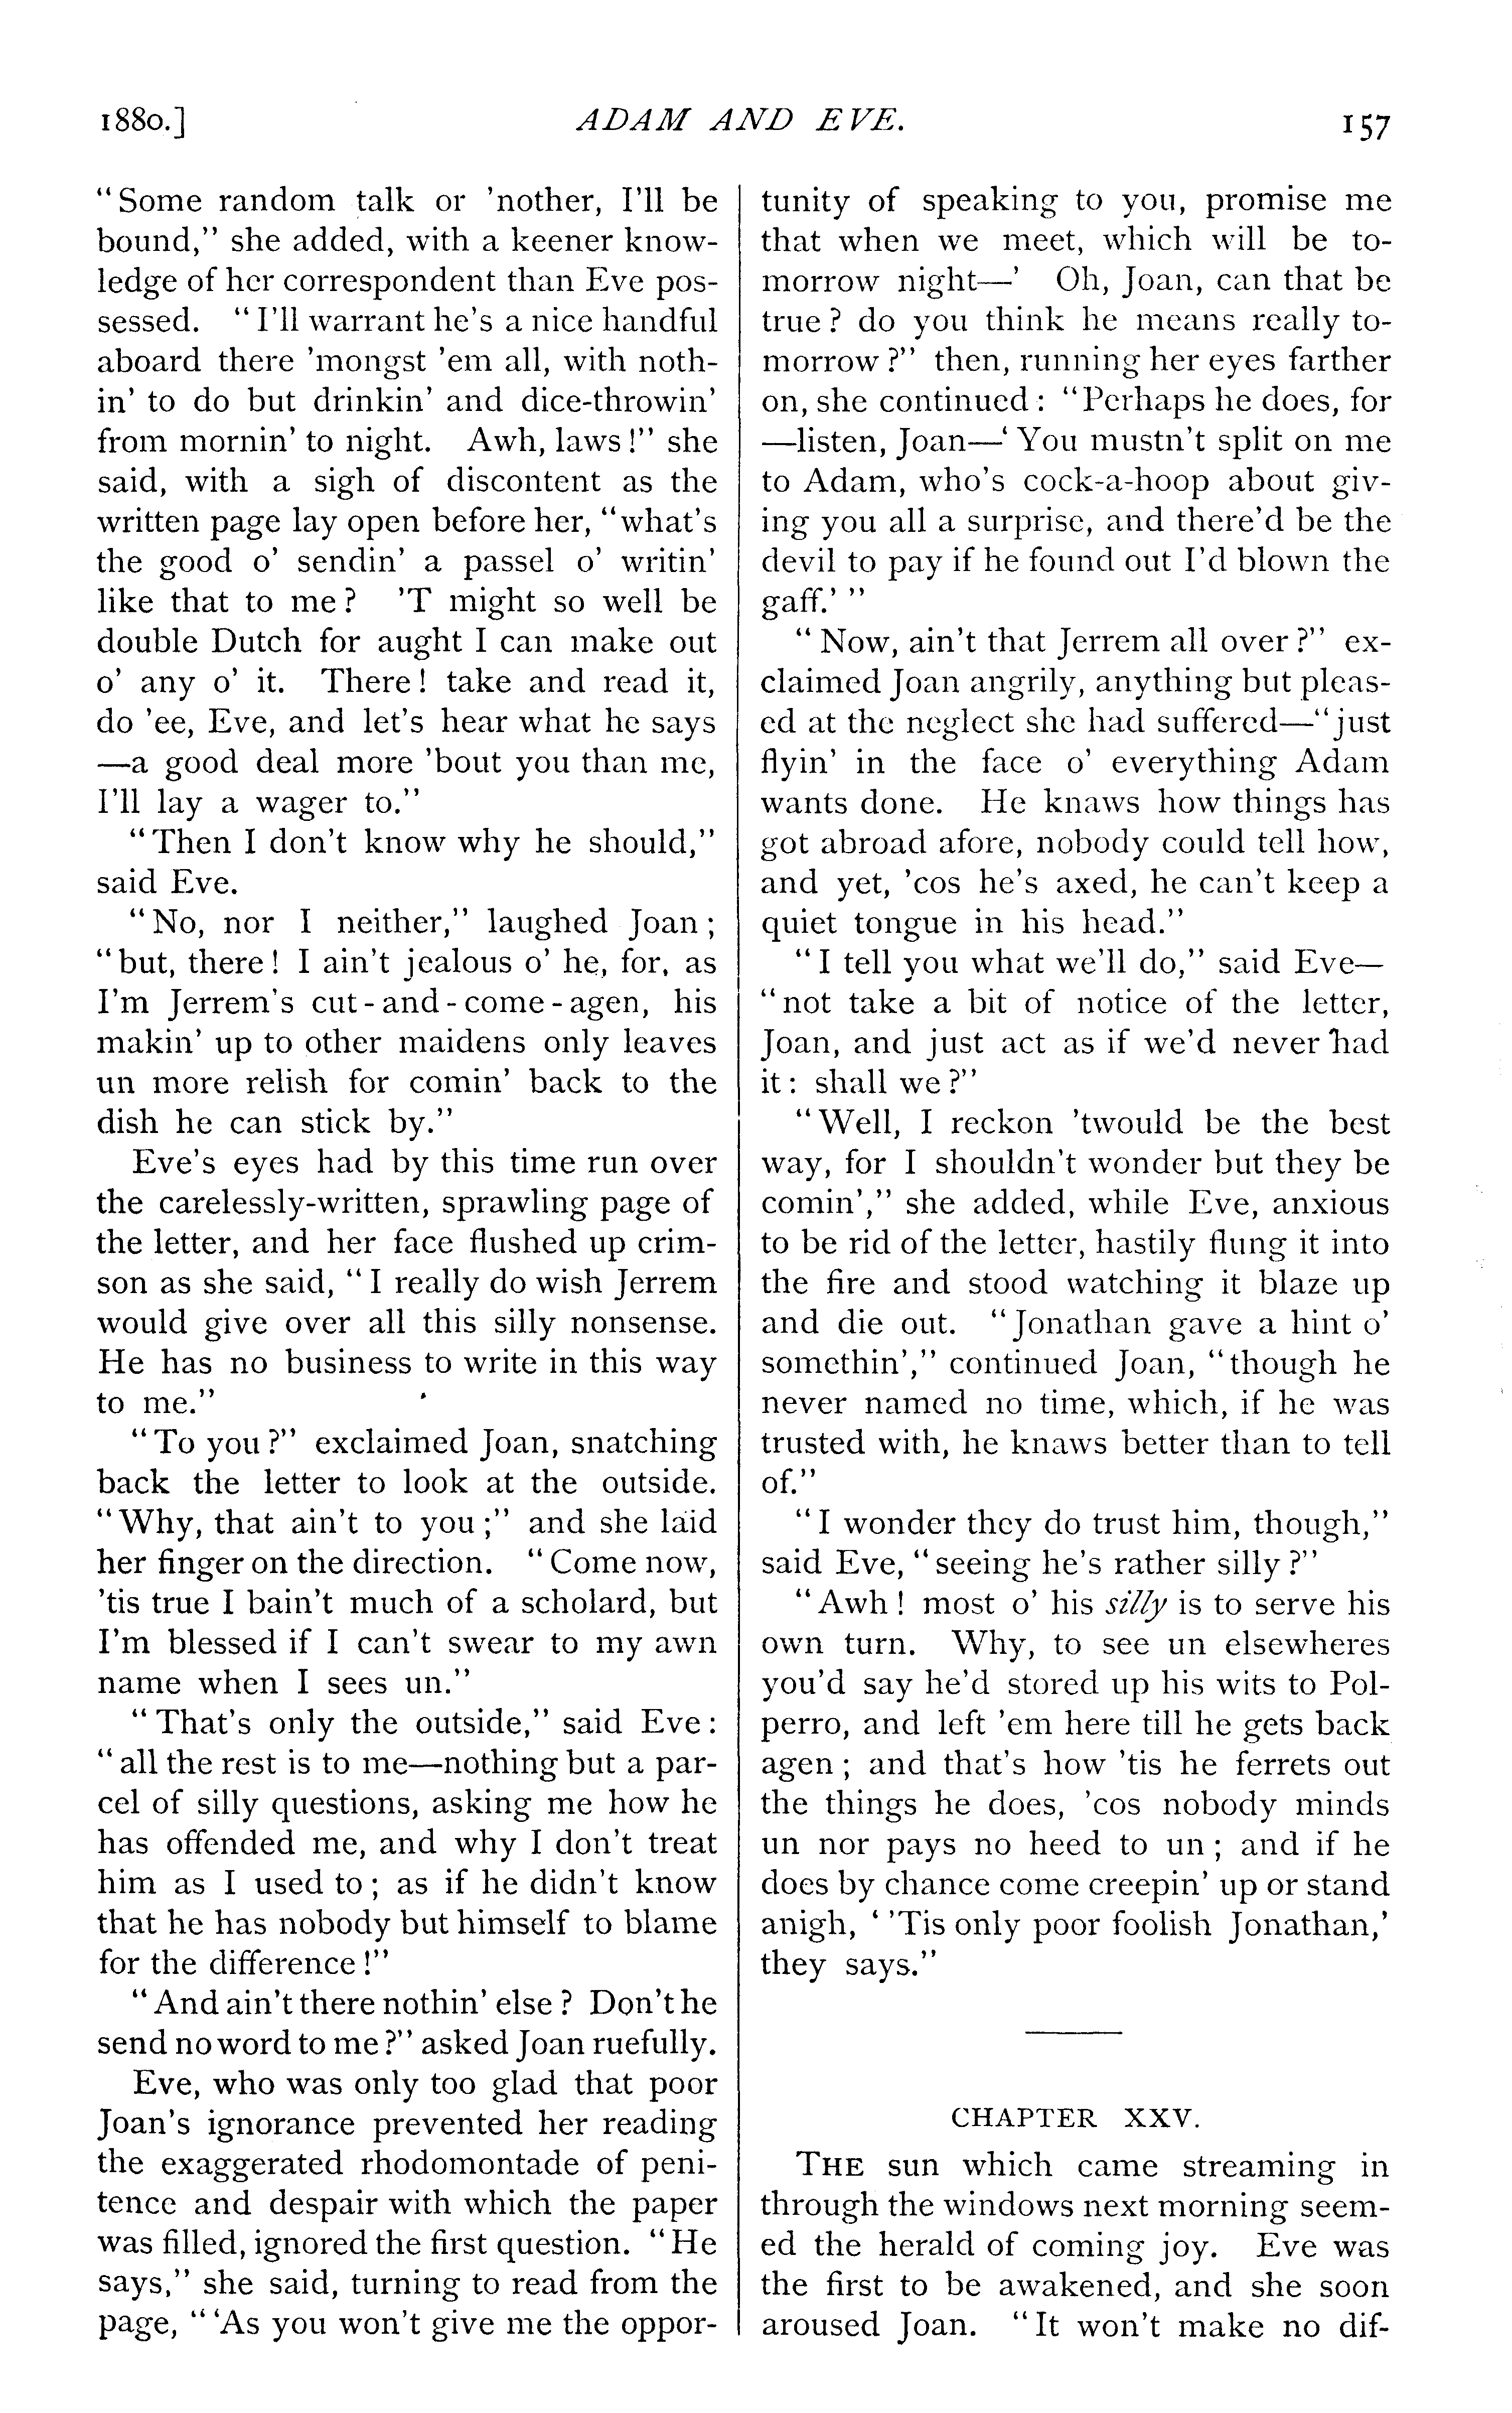 1880.] ADAM AND EVE. 157
"Some random talk or 'nother, I'll be
bound," she added, with a keener know-
ledge of her correspondent than Eve pos-
sessed. "I'll warrant he's a nice handful
aboard there 'mongst 'em all, with noth-
in' to do but drinkin' and dice-throwin'
from mornin' to night. Awh, laws!" she
said, with a sigh of discontent as the
written page lay open before her, "what's
the good o' sendin' a passel o' writin'
like that to me? 'T might so well be
double Dutch for aught I can make out
o' any o' it. There! take and read it,
do 'ee, Eve, and let's hear what he says
—a good deal more 'bout you than me,
I'll lay a wager to."
"Then I don't know why he should,"
said Eve.
"No, nor I neither," laughed Joan;
"but, there! I ain't jealous o' he, for, as
I'm Jerrem's cut-and-come-agen, his
makin' up to other maidens only leaves
un more relish for comin' back to the
dish he can stick by."
Eve's eyes had by this time run over
the carelessly-written, sprawling page of
the letter, and her face flushed up crim-
son as she said, "I really do wish Jerrem
would give over all this silly nonsense.
He has no business to write in this way
to me."
"To you?" exclaimed Joan, snatching
back the letter to look at the outside.
"Why, that ain't to you;" and she laid
her finger on the direction. "Come now,
'tis true I bain't much of a scholard, but
I'm blessed if I can't swear to my awn
name when I sees un."
"That's only the outside," said Eve:
"all the rest is to me—nothing but a par-
cel of silly questions, asking me how he
has offended me, and why I don't treat
him as I used to; as if he didn't know
that he has nobody but himself to blame
for the difference!"
"And ain't there nothin' else? Don't he
send no word to me?" asked Joan ruefully.
Eve, who was only too glad that poor
Joan's ignorance prevented her reading
the exaggerated rhodomontade of peni-
tence and despair with which the paper
was filled, ignored the first question. "He
says," she said, turning to read from the
page, "'As you won't give me the oppor-
tunity of speaking to you, promise me
that when we meet, which will be to-
morrow night—' Oh, Joan, can that be
true? do you think he means really to-
morrow?" then, running her eyes farther
on, she continued: "Perhaps he does, for
—listen, Joan—'You mustn't split on me
to Adam, who's cock-a-hoop about giv-
ing you all a surprise, and there'd be the
devil to pay if he found out I'd blown the
gaff.'"
"Now, ain't that Jerrem all over?" ex-
claimed Joan angrily, anything but pleas-
ed at the neglect she had suffered—"just
flyin' in the face o' everything Adam
wants done. He knaws how things has
got abroad afore, nobody could tell how,
and yet, 'cos he's axed, he can't keep a
quiet tongue in his head."
"I tell you what we'll do," said Eve—
"not take a bit of notice of the letter,
Joan, and just act as if we'd never had
it: shall we?"
"Well, I reckon 'twould be the best
way, for I shouldn't wonder but they be
comin'," she added, while Eve, anxious
to be rid of the letter, hastily flung it into
the fire and stood watching it blaze up
and die out. "Jonathan gave a hint o'
somethin'," continued Joan, "though he
never named no time, which, if he was
trusted with, he knaws better than to tell
of."
"I wonder they do trust him, though,"
said Eve, "seeing he's rather silly?"
"Awh! most o' his silly is to serve his
own turn. Why, to see un elsewheres
you'd say he'd stored up his wits to Pol-
perro, and left 'em here till he gets back
agen; and that's how 'tis he ferrets out
the things he does, 'cos nobody minds
un nor pays no heed to un; and if he
does by chance come creepin' up or stand
anigh, ''Tis only poor foolish Jonathan,'
they says."
CHAPTER XXV.
THE sun which came streaming in
through the windows next morning seem-
ed the herald of coming joy. Eve was
the first to be awakened, and she soon
aroused Joan. "It won't make no dif-